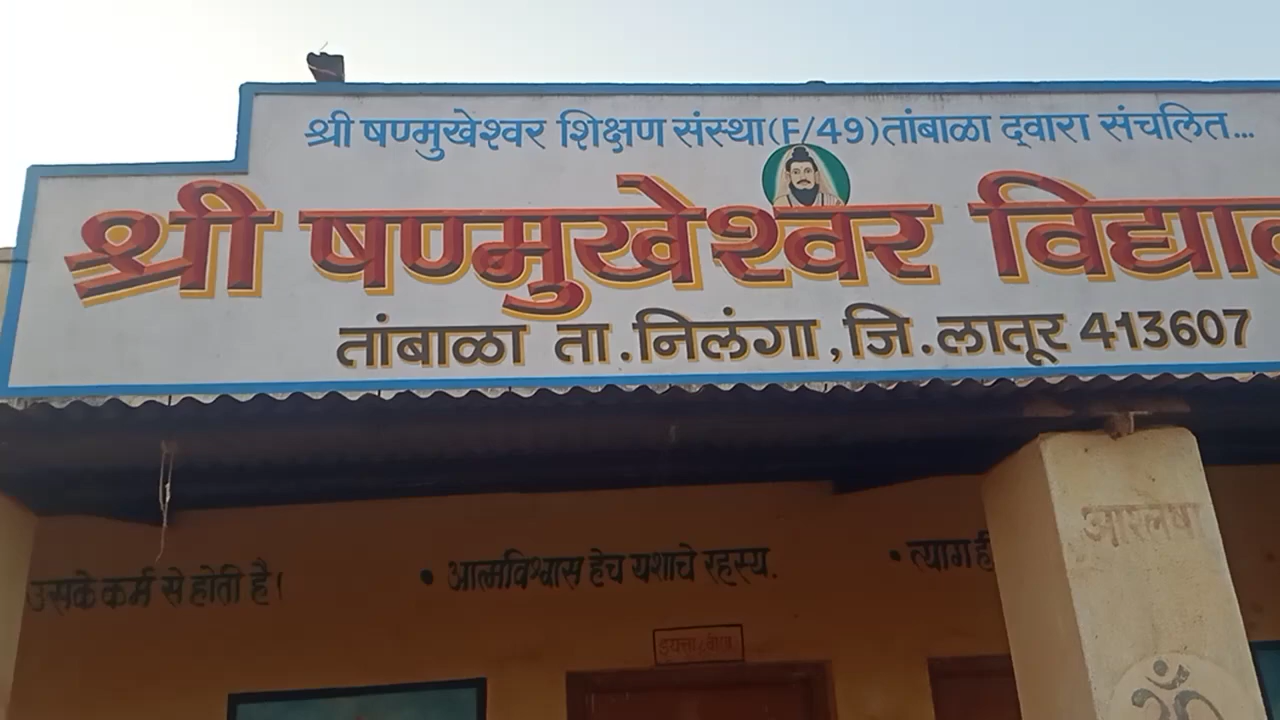 श्री षण्मुखेश्वर शिक्षण संस्था(F/49)तांबाळा द्वारा संचलित...
श्री षण्मुखेश्वर विद्याल
तांबाळा ता.निलंगा,जि.लातूर 413607
उसके कर्म से होती है।
• आत्मविश्वास हेच यशाचे रहस्य.
• त्याग ही
ॐ